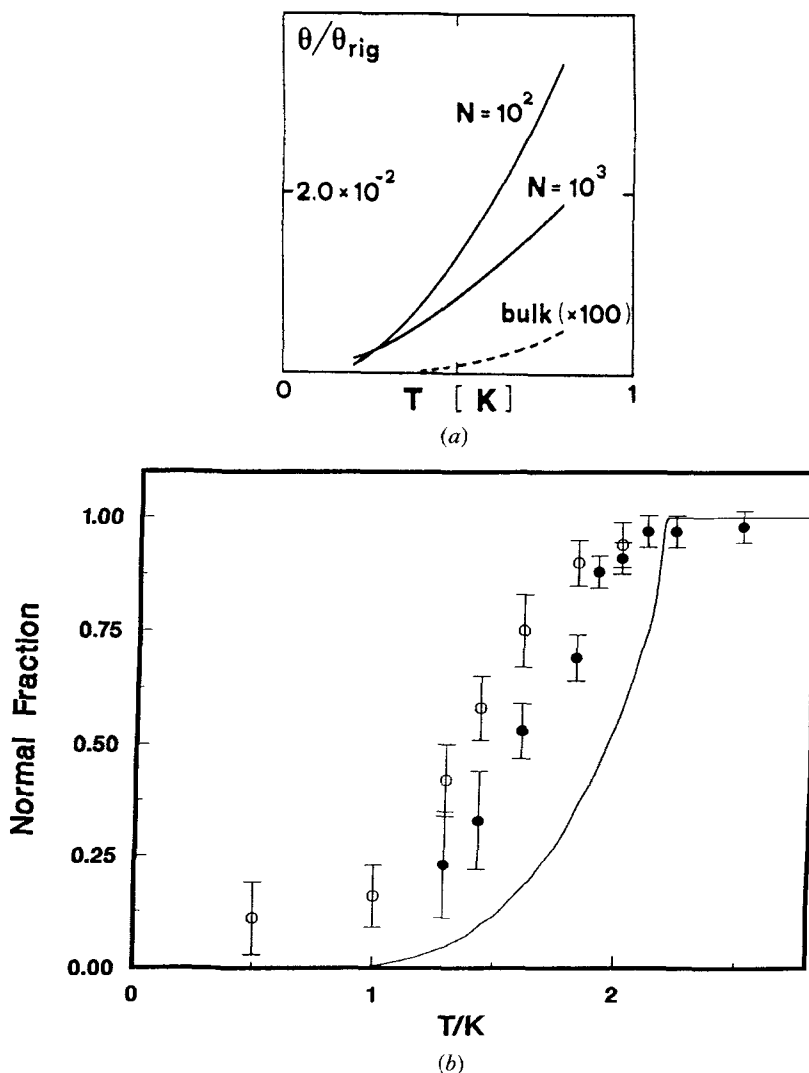 θ/θrig
N = 10²
2.0 × 10⁻²
N = 10³
bulk (×100)
0
1
T [ K ]
(a)
1.00
0.75
0.50
0.25
0.00
Normal Fraction
0
1
2
T/K
(b)